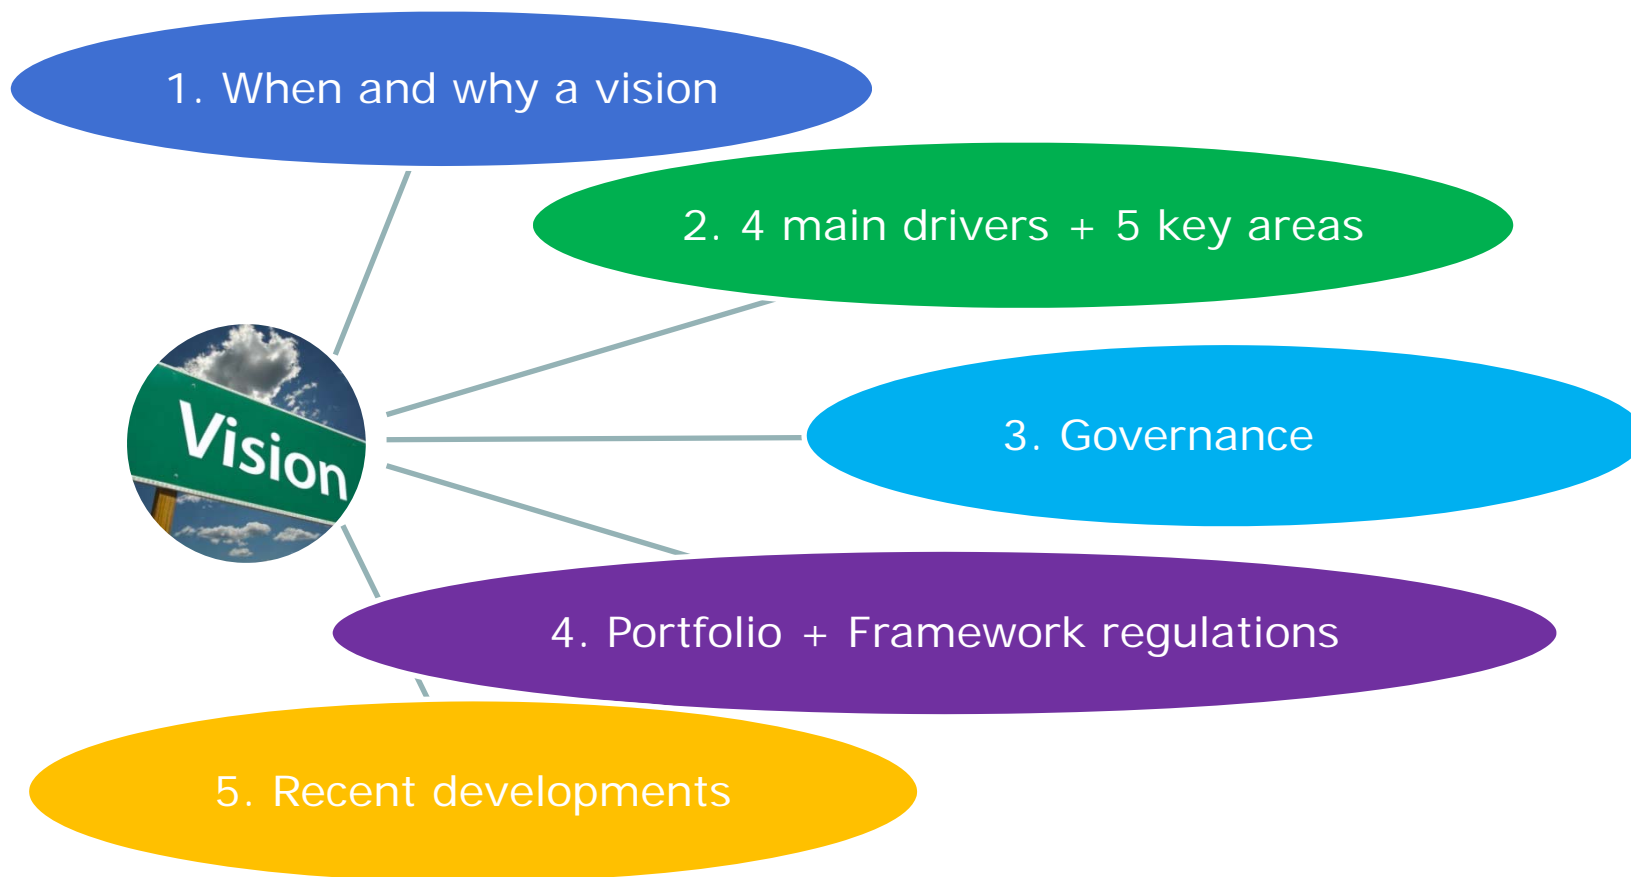 1. When and why a vision
2. 4 main drivers + 5 key areas
Vision
3. Governance
4. Portfolio + Framework regulations
5. Recent developments